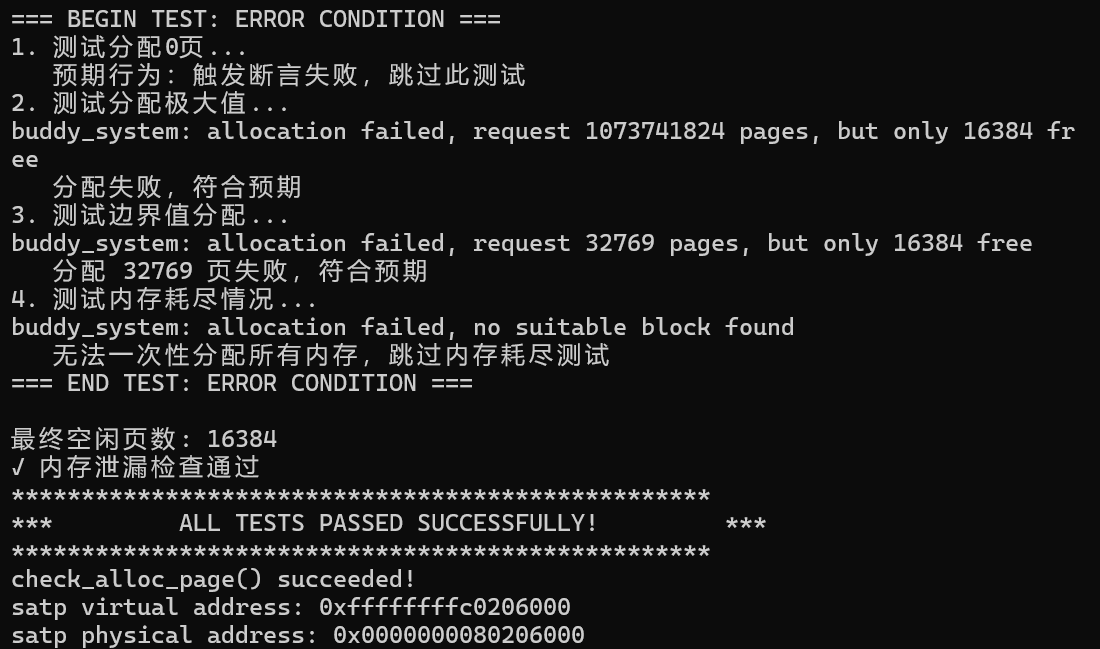 === BEGIN TEST: ERROR CONDITION ===
1. 测试分配0页...
   预期行为: 触发断言失败, 跳过此测试
2. 测试分配极大值...
buddy_system: allocation failed, request 1073741824 pages, but only 16384 fr
ee
   分配失败, 符合预期
3. 测试边界值分配...
buddy_system: allocation failed, request 32769 pages, but only 16384 free
   分配 32769 页失败, 符合预期
4. 测试内存耗尽情况...
buddy_system: allocation failed, no suitable block found
   无法一次性分配所有内存, 跳过内存耗尽测试
=== END TEST: ERROR CONDITION ===

最终空闲页数: 16384
✓ 内存泄漏检查通过
**************************************************
***         ALL TESTS PASSED SUCCESSFULLY!         ***
**************************************************
check_alloc_page() succeeded!
satp virtual address: 0xffffffffc0206000
satp physical address: 0x0000000080206000